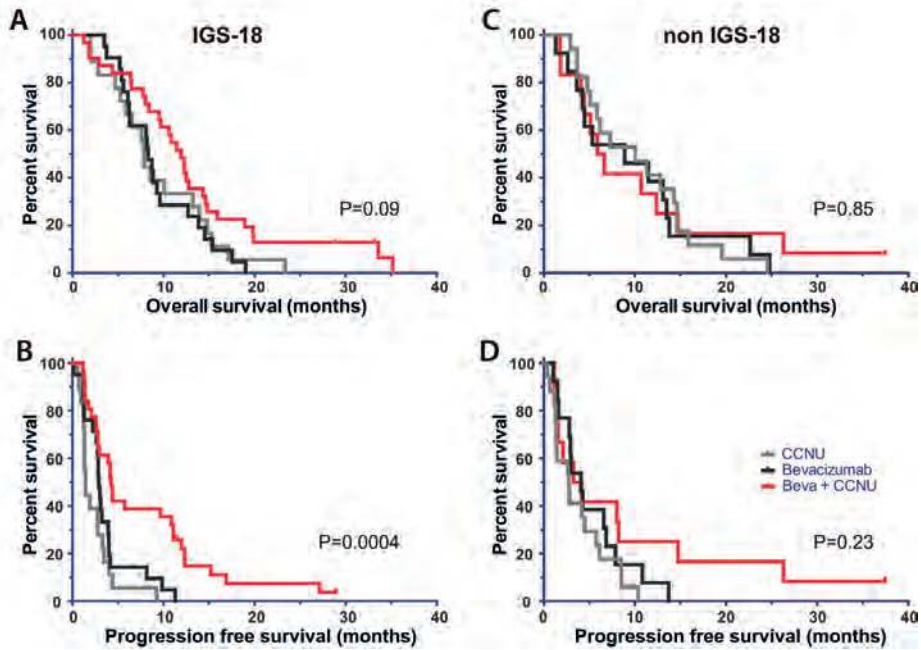 A
IGS-18
Percent survival
100
80
60
40
20
0
P=0.09
0 10 20 30 40
Overall survival (months)
C
non IGS-18
Percent survival
100
80
60
40
20
0
P=0.85
0 10 20 30 40
Overall survival (months)
B
Percent survival
100
80
60
40
20
0
P=0.0004
0 10 20 30 40
Progression free survival (months)
D
Percent survival
100
80
60
40
20
0
CCNU
Bevacizumab
Beva + CCNU
P=0.23
0 10 20 30 40
Progression free survival (months)